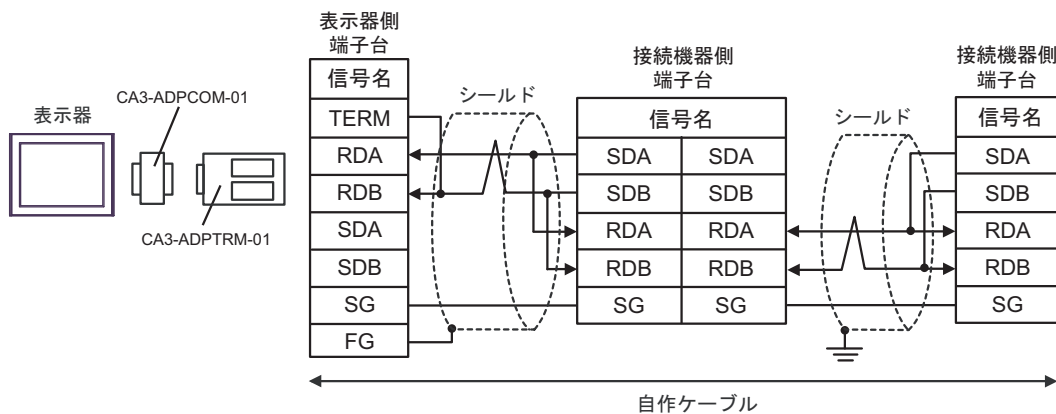 表示器
CA3-ADPCOM-01
CA3-ADPTRM-01
表示器側
端子台
信号名
TERM
RDA
RDB
SDA
SDB
SG
FG
シールド
接続機器側
端子台
信号名
SDA SDA
SDB SDB
RDA RDA
RDB RDB
SG SG
シールド
接続機器側
端子台
信号名
SDA
SDB
RDA
RDB
SG
自作ケーブル